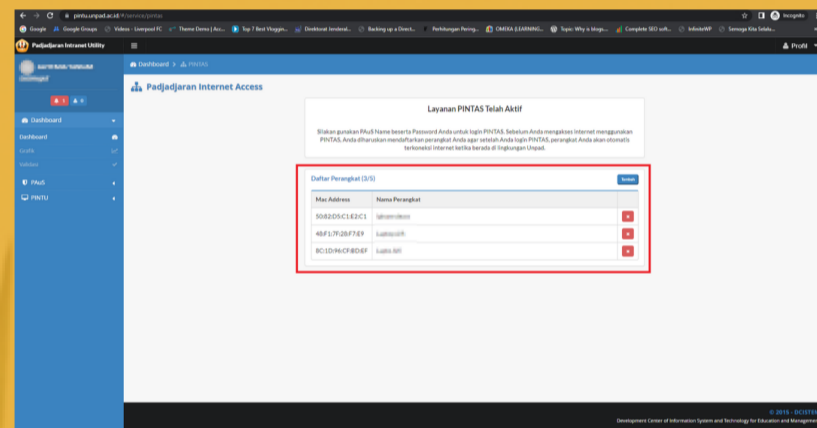 pintu.unpad.ac.id/#/service/pintas
Incognito
Google
Google Groups
Videos - Liverpool FC
Theme Demo | Acc...
Top 7 Best Vloggin...
Direktorat Jenderal...
Backing up a Direct...
Perhitungan Pering...
OMEKA (LEARNING...
Topic: Why is bbsp...
Complete SEO soft...
InfiniteWP
Semoga Kita Selalu...
Padjadjaran Intranet Utility
Profil
Dashboard > PINTAS
Padjadjaran Internet Access
Dashboard
Dashboard
Grafik
PAuS
PINTU
Layanan PINTAS Telah Aktif
Silakan gunakan PAuS Name beserta Password Anda untuk login PINTAS. Sebelum Anda mengakses internet menggunakan
PINTAS, Anda diharuskan mendaftarkan perangkat Anda agar setelah Anda login PINTAS, perangkat Anda akan otomatis
terkoneksi internet ketika berada di lingkungan Unpad.
Daftar Perangkat (3/5)
Tambah
Mac Address Nama Perangkat
50:82:D5:C1:E2:C1
48:F1:7F:28:F7:E9
BC:1D:96:CF:BD:EF
© 2015 - DCISTEM
Development Center of Information System and Technology for Education and Management